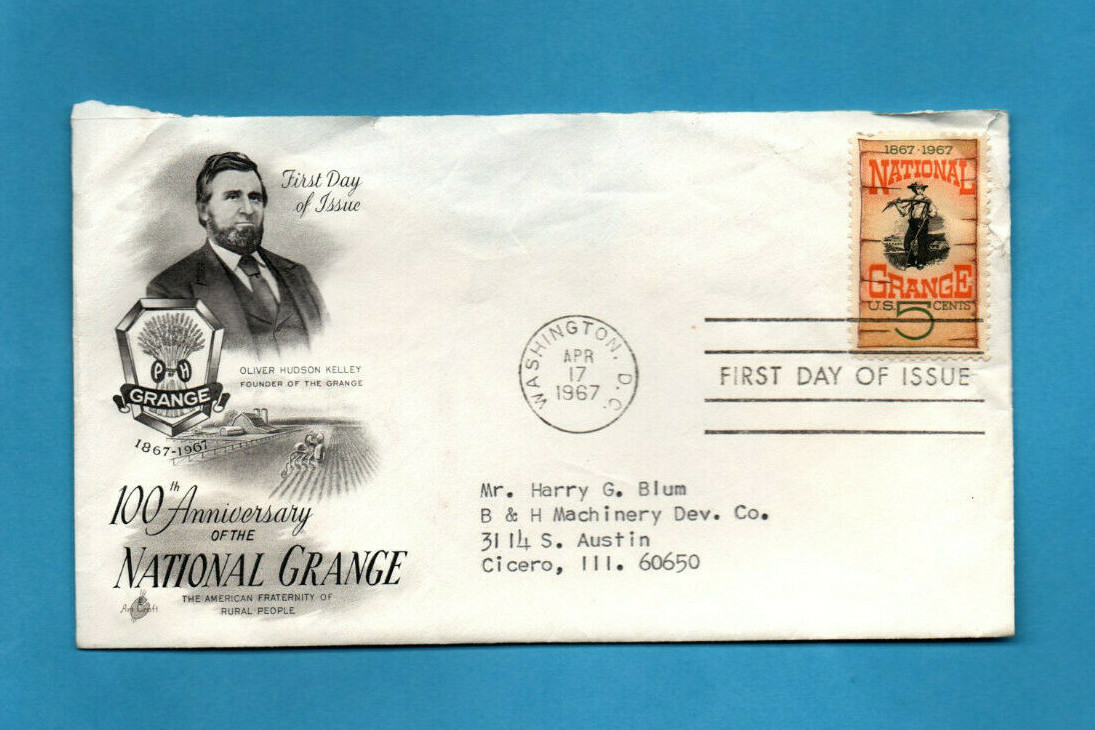 First Day
of Issue
OLIVER HUDSON KELLEY
FOUNDER OF THE GRANGE
P H
GRANGE
1867-1967
100th Anniversary
OF THE
NATIONAL GRANGE
THE AMERICAN FRATERNITY OF
RURAL PEOPLE
Art Craft
1867-1967
NATIONAL
GRANGE
U.S. 5 CENTS
WASHINGTON, D.C.
APR
17
1967
FIRST DAY OF ISSUE
Mr. Harry G. Blum
B & H Machinery Dev. Co.
3114 S. Austin
Cicero, Ill. 60650